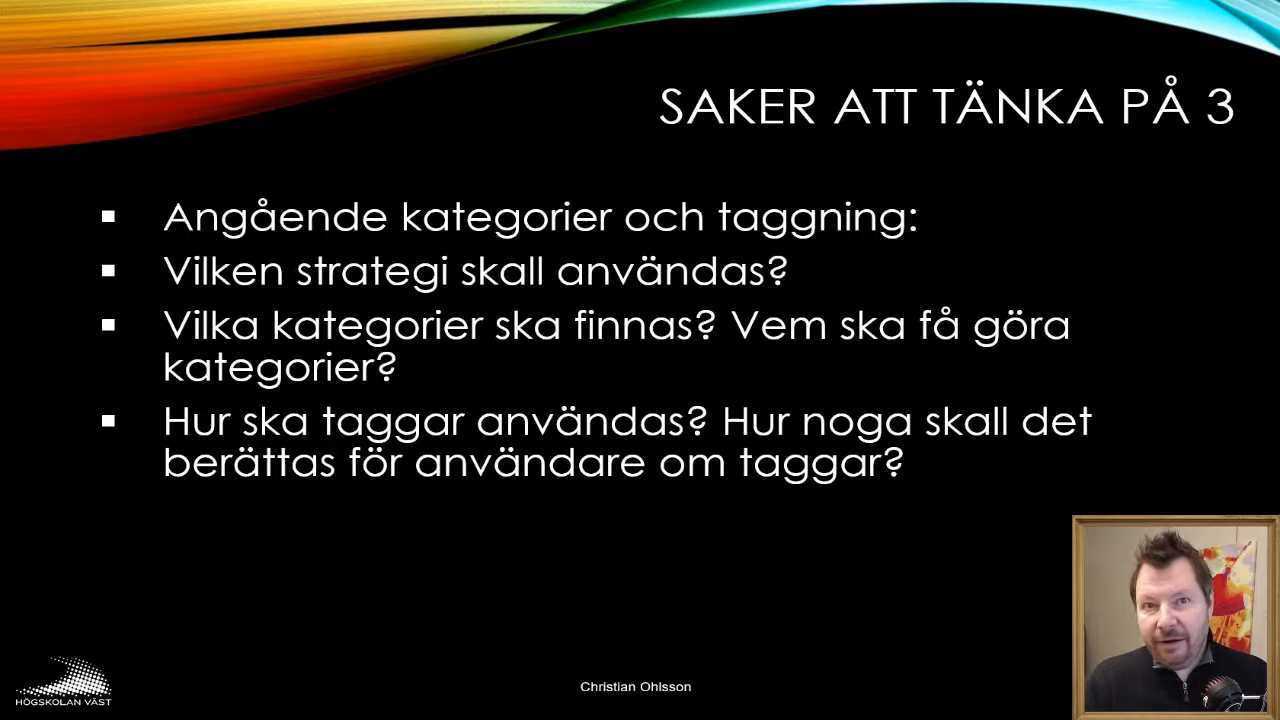 SAKER ATT TÄNKA PÅ 3
▪ Angående kategorier och taggning:
▪ Vilken strategi skall användas?
▪ Vilka kategorier ska finnas? Vem ska få göra
kategorier?
▪ Hur ska taggar användas? Hur noga skall det
berättas för användare om taggar?
HÖGSKOLAN VÄST
Christian Ohlsson